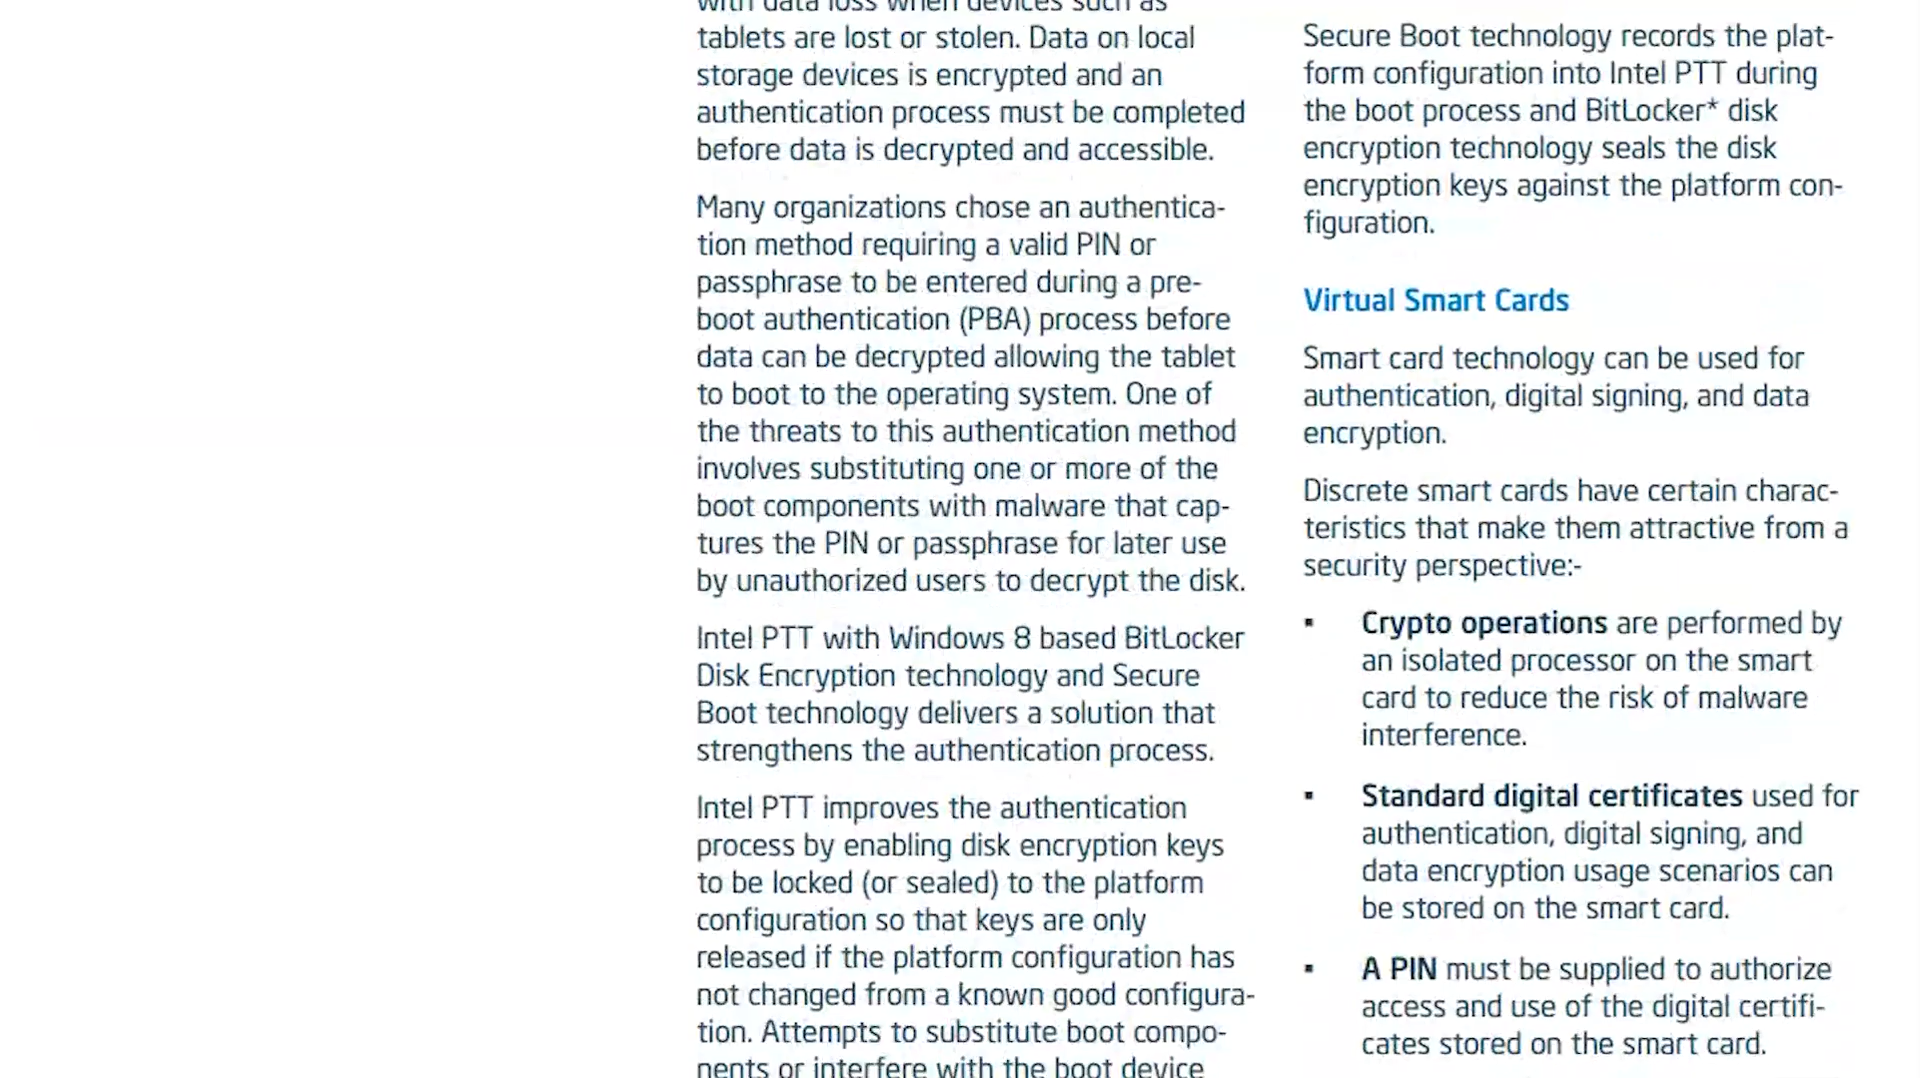 with data loss when devices such as
tablets are lost or stolen. Data on local
storage devices is encrypted and an
authentication process must be completed
before data is decrypted and accessible.
Many organizations chose an authentica-
tion method requiring a valid PIN or
passphrase to be entered during a pre-
boot authentication (PBA) process before
data can be decrypted allowing the tablet
to boot to the operating system. One of
the threats to this authentication method
involves substituting one or more of the
boot components with malware that cap-
tures the PIN or passphrase for later use
by unauthorized users to decrypt the disk.
Intel PTT with Windows 8 based BitLocker
Disk Encryption technology and Secure
Boot technology delivers a solution that
strengthens the authentication process.
Intel PTT improves the authentication
process by enabling disk encryption keys
to be locked (or sealed) to the platform
configuration so that keys are only
released if the platform configuration has
not changed from a known good configura-
tion. Attempts to substitute boot compo-
nents or interfere with the boot device
Secure Boot technology records the plat-
form configuration into Intel PTT during
the boot process and BitLocker* disk
encryption technology seals the disk
encryption keys against the platform con-
figuration.
Virtual Smart Cards
Smart card technology can be used for
authentication, digital signing, and data
encryption.
Discrete smart cards have certain charac-
teristics that make them attractive from a
security perspective:-
▪ Crypto operations are performed by
an isolated processor on the smart
card to reduce the risk of malware
interference.
▪ Standard digital certificates used for
authentication, digital signing, and
data encryption usage scenarios can
be stored on the smart card.
▪ A PIN must be supplied to authorize
access and use of the digital certifi-
cates stored on the smart card.